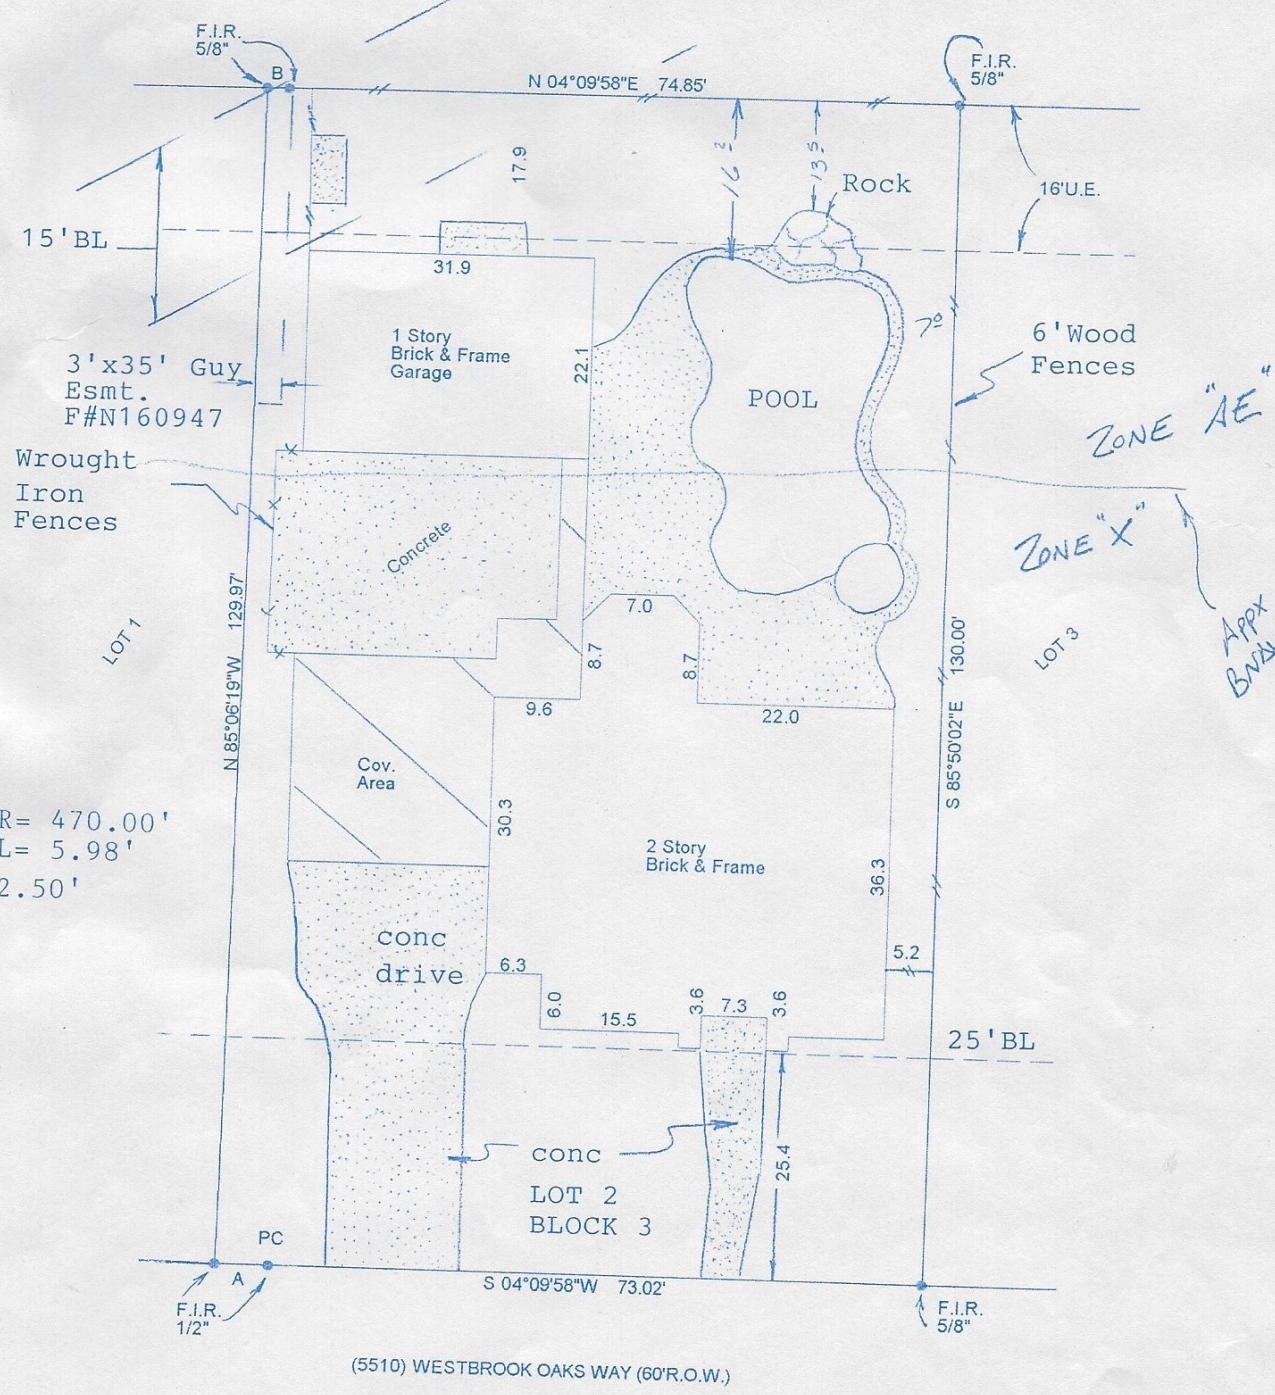 F.I.R.
5/8"
B
N 04°09'58"E 74.85'
F.I.R.
5/8"
17.9
16²
13⁵
Rock
16'U.E.
15'BL
31.9
1 Story
Brick & Frame
Garage
22.1
7⁰
6'Wood
Fences
3'x35' Guy
Esmt.
F#N160947
POOL
ZONE "AE"
Wrought
Iron
Fences
Concrete
ZONE "X"
APPX
BNDY
N 85°06'19"W 129.97'
LOT 1
7.0
8.7
8.7
S 85°50'02"E 130.00'
LOT 3
9.6
22.0
Cov.
Area
30.3
R= 470.00'
L= 5.98'
2.50'
2 Story
Brick & Frame
36.3
conc
drive
6.3
5.2
6.0
15.5
3.6
7.3
3.6
25'BL
conc
25.4
LOT 2
BLOCK 3
PC
A
F.I.R.
1/2"
S 04°09'58"W 73.02'
F.I.R.
5/8"
(5510) WESTBROOK OAKS WAY (60'R.O.W.)